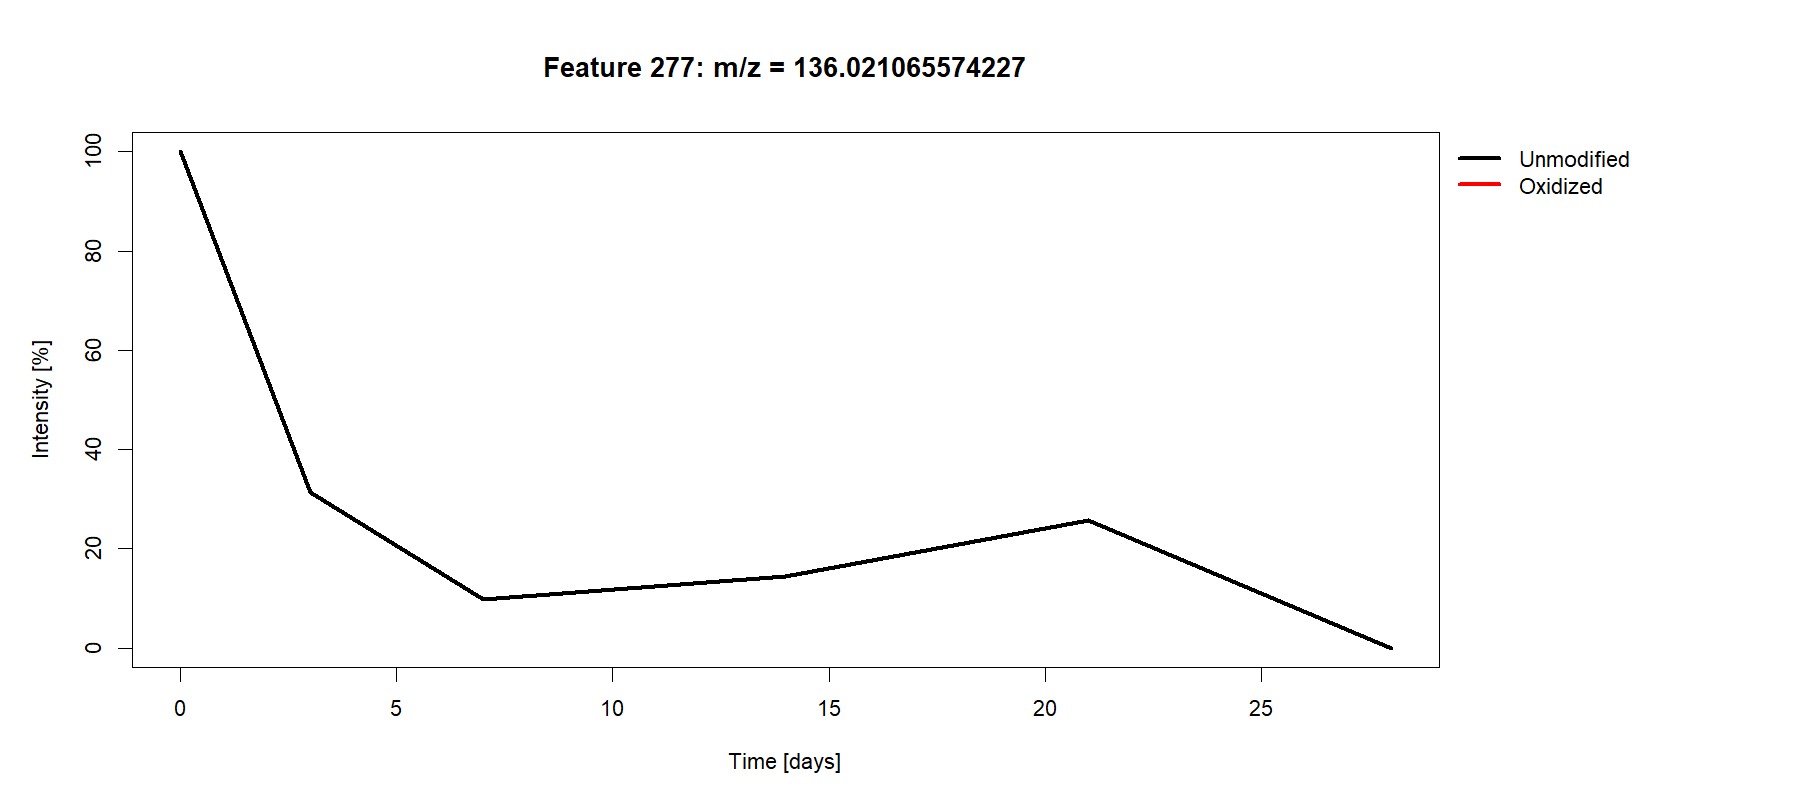 Feature 277: m/z = 136.021065574227
Unmodified
Oxidized
Intensity [%]
100
80
60
40
20
0
0 5 10 15 20 25
Time [days]